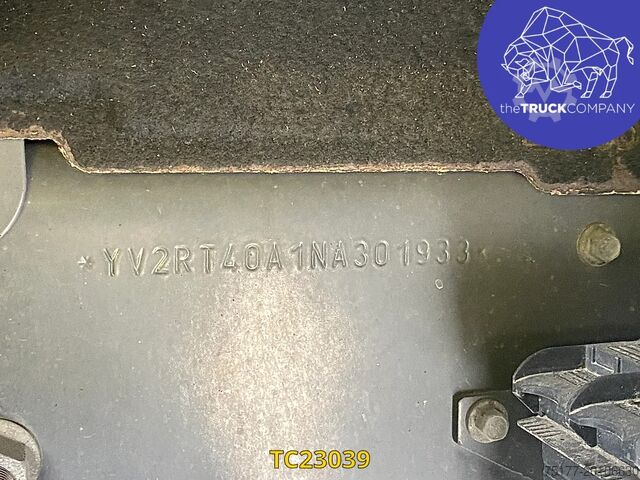 theTRUCKCOMPANY
*YV2RT40A1NA301933*
TC23039